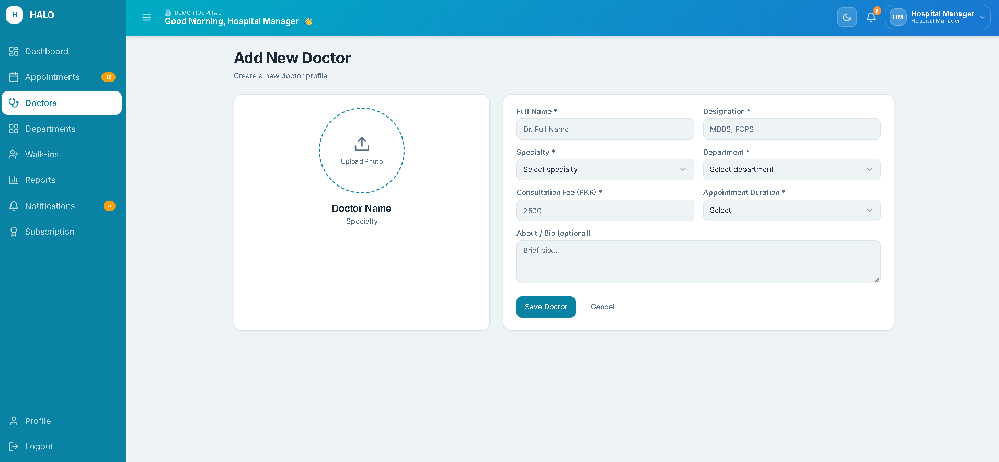 H HALO
Dashboard
Appointments 12
Doctors
Departments
Walk-ins
Reports
Notifications 5
Subscription
Profile
Logout
DEMO HOSPITAL
Good Morning, Hospital Manager 👋
5
HM
Hospital Manager
Hospital Manager
Add New Doctor
Create a new doctor profile
Upload Photo
Doctor Name
Specialty
Full Name *
Dr. Full Name
Designation *
MBBS, FCPS
Specialty *
Select specialty
Department *
Select department
Consultation Fee (PKR) *
2500
Appointment Duration *
Select
About / Bio (optional)
Brief bio...
Save Doctor
Cancel